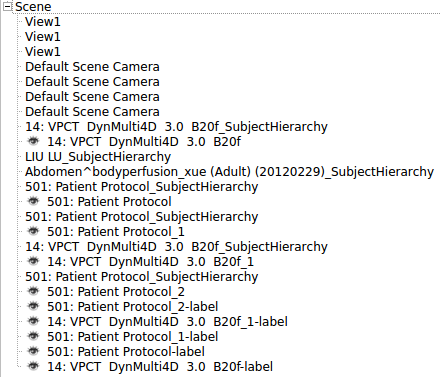 Scene
View1
View1
View1
Default Scene Camera
Default Scene Camera
Default Scene Camera
Default Scene Camera
14: VPCT DynMulti4D 3.0 B20f_SubjectHierarchy
14: VPCT DynMulti4D 3.0 B20f
LIU LU_SubjectHierarchy
Abdomen^bodyperfusion_xue (Adult) (20120229)_SubjectHierarchy
501: Patient Protocol_SubjectHierarchy
501: Patient Protocol
501: Patient Protocol_SubjectHierarchy
501: Patient Protocol_1
14: VPCT DynMulti4D 3.0 B20f_SubjectHierarchy
14: VPCT DynMulti4D 3.0 B20f_1
501: Patient Protocol_SubjectHierarchy
501: Patient Protocol_2
501: Patient Protocol_2-label
14: VPCT DynMulti4D 3.0 B20f_1-label
501: Patient Protocol_1-label
501: Patient Protocol-label
14: VPCT DynMulti4D 3.0 B20f-label